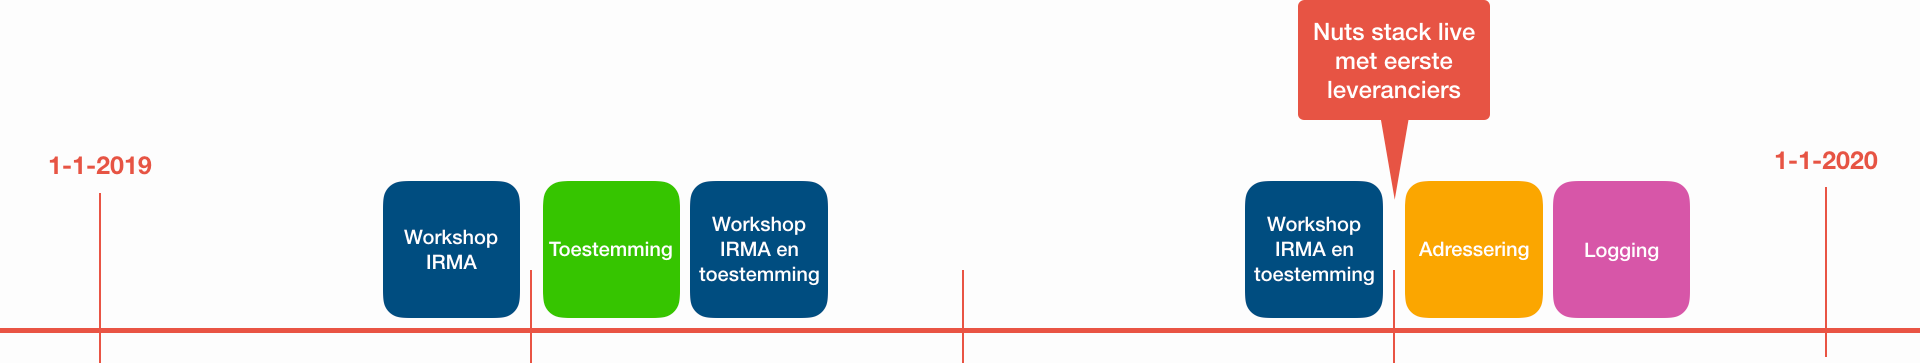 Nuts stack live
met eerste
leveranciers
1-1-2019
1-1-2020
Workshop
IRMA
Toestemming
Workshop
IRMA en
toestemming
Workshop
IRMA en
toestemming
Adressering
Logging